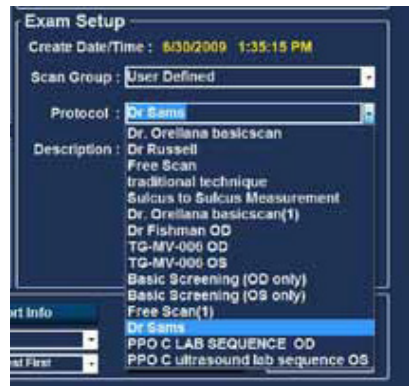 Exam Setup
Create Date/Time : 6/30/2009 1:35:15 PM
Scan Group : User Defined
Protocol : Dr Sams
Dr. Orellana basicscan
Description : Dr Russell
Free Scan
traditional technique
Sulcus to Sulcus Measurement
Dr. Orellana basicscan(1)
Dr Fishman OD
TG-MV-006 OD
TG-MV-006 OS
Basic Screening (OD only)
Basic Screening (OS only)
rt Info
Free Scan(1)
Dr Sams
PPO C LAB SEQUENCE OD
st First
PPO C ultrasound lab sequence OS